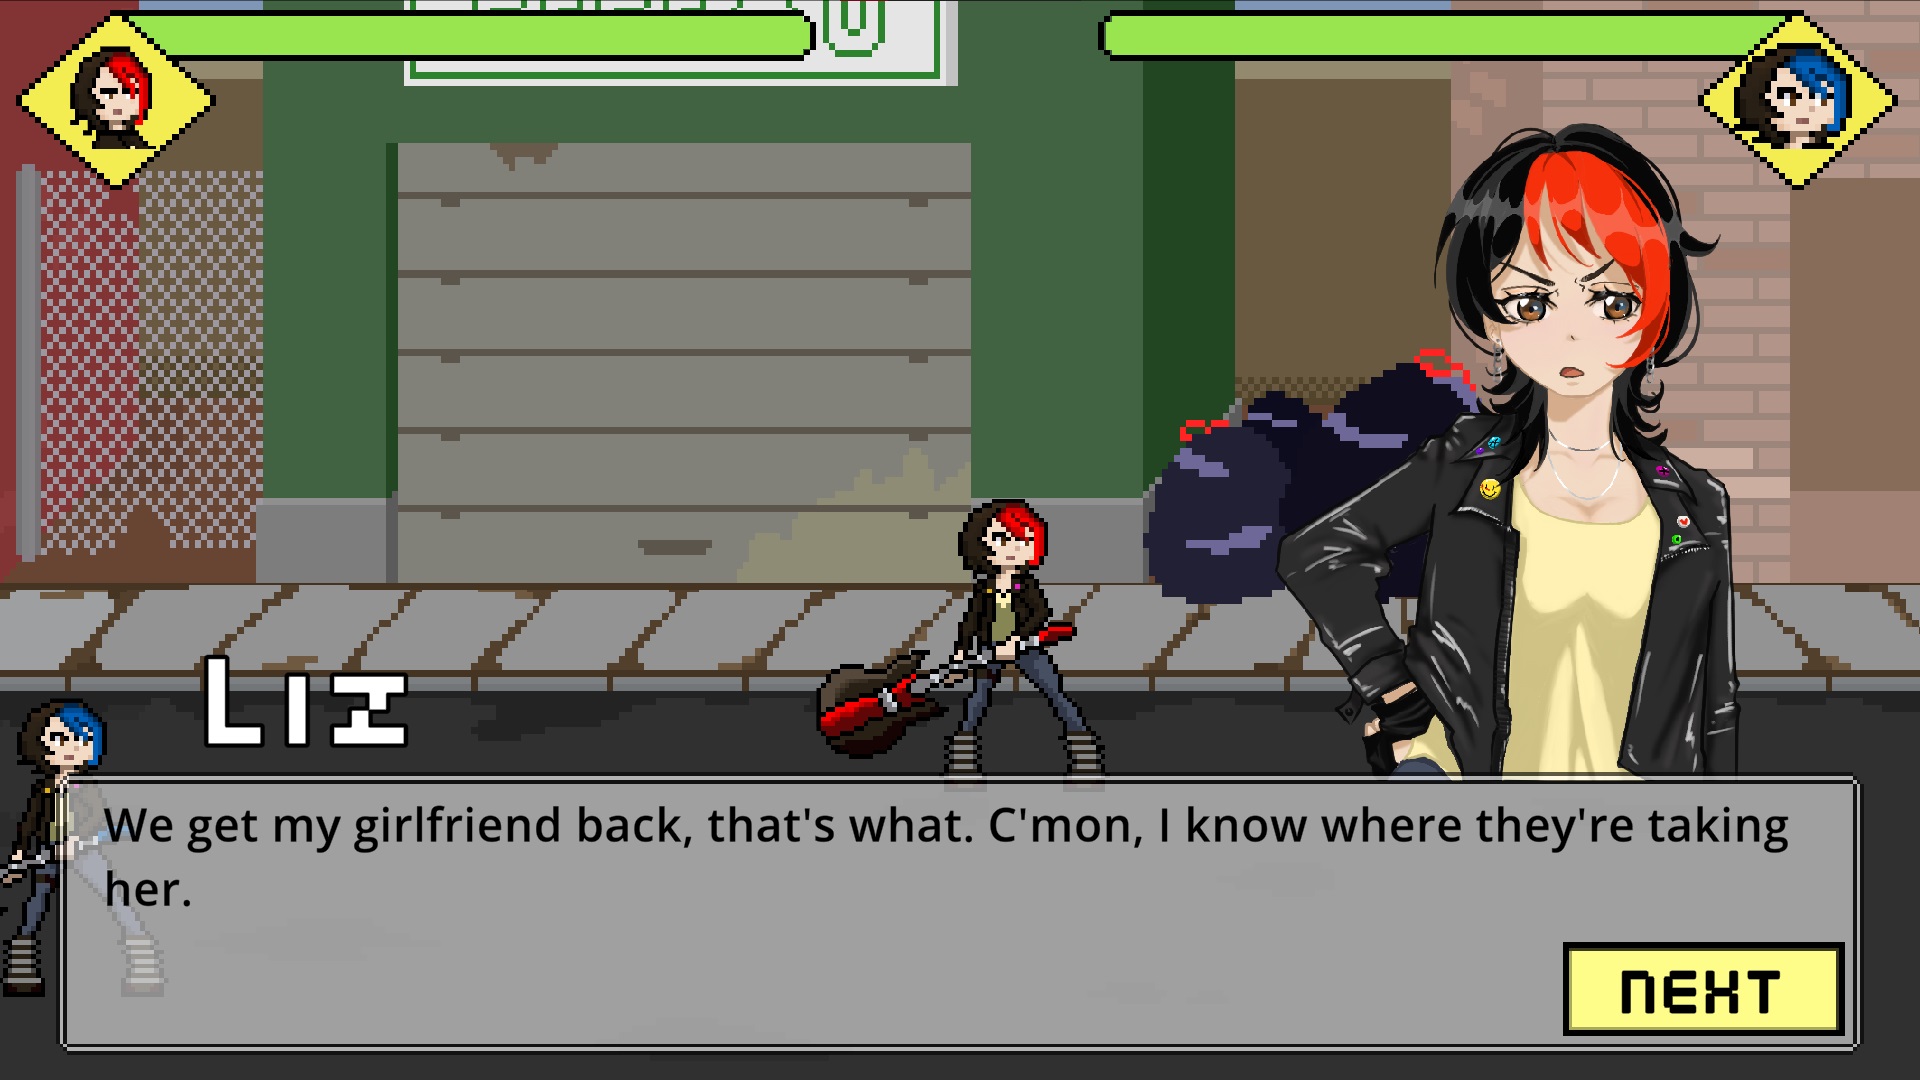 Liz
We get my girlfriend back, that's what. C'mon, I know where they're taking
her.
NEXT